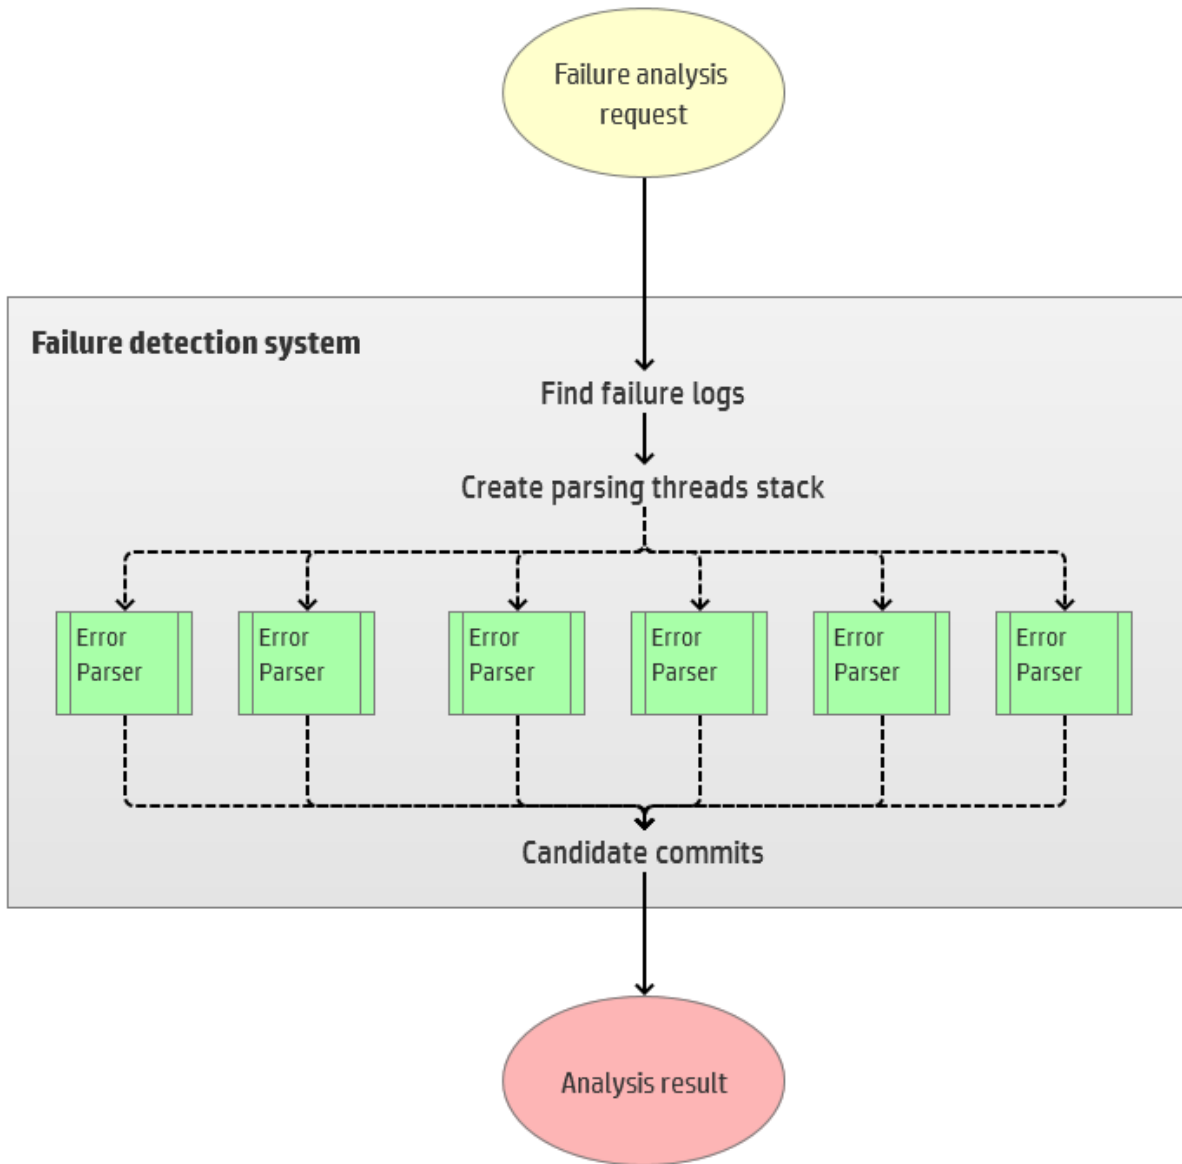 Failure analysis
request
Failure detection system
Find failure logs
Create parsing threads stack
Error
Parser
Error
Parser
Error
Parser
Error
Parser
Error
Parser
Error
Parser
Candidate commits
Analysis result